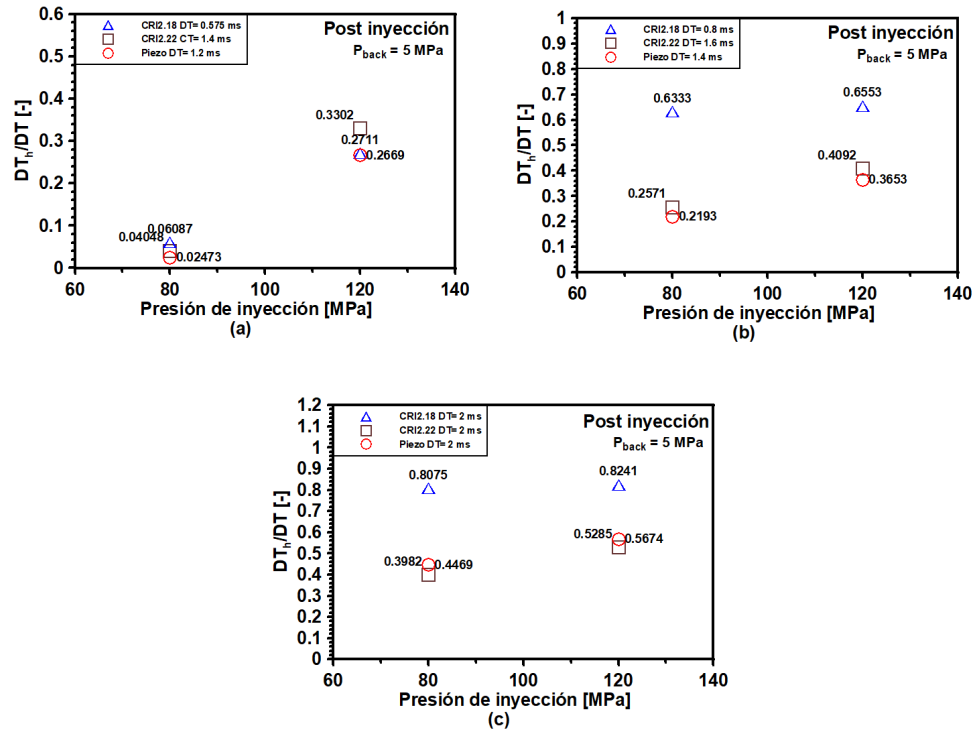 CRI2.18 DT= 0.575 ms
CRI2.22 CT= 1.4 ms
Piezo DT= 1.2 ms
Post inyección
P_back = 5 MPa
DT_h/DT [-]
0.6
0.5
0.4
0.3
0.2
0.1
0
0.3302
0.2711
0.2669
0.06087
0.04048
0.02473
60 80 100 120 140
Presión de inyección [MPa]
(a)
CRI2.18 DT= 0.8 ms
CRI2.22 DT= 1.6 ms
Piezo DT= 1.4 ms
Post inyección
P_back = 5 MPa
DT_h/DT [-]
1
0.9
0.8
0.7
0.6
0.5
0.4
0.3
0.2
0.1
0
0.6333
0.6553
0.4092
0.3653
0.2571
0.2193
60 80 100 120 140
Presión de inyección [MPa]
(b)
CRI2.18 DT= 2 ms
CRI2.22 DT= 2 ms
Piezo DT= 2 ms
Post inyección
P_back = 5 MPa
DT_h/DT [-]
1.2
1.1
1
0.9
0.8
0.7
0.6
0.5
0.4
0.3
0.2
0.1
0
0.8075
0.8241
0.5285
0.5674
0.3982
0.4469
60 80 100 120 140
Presión de inyección [MPa]
(c)